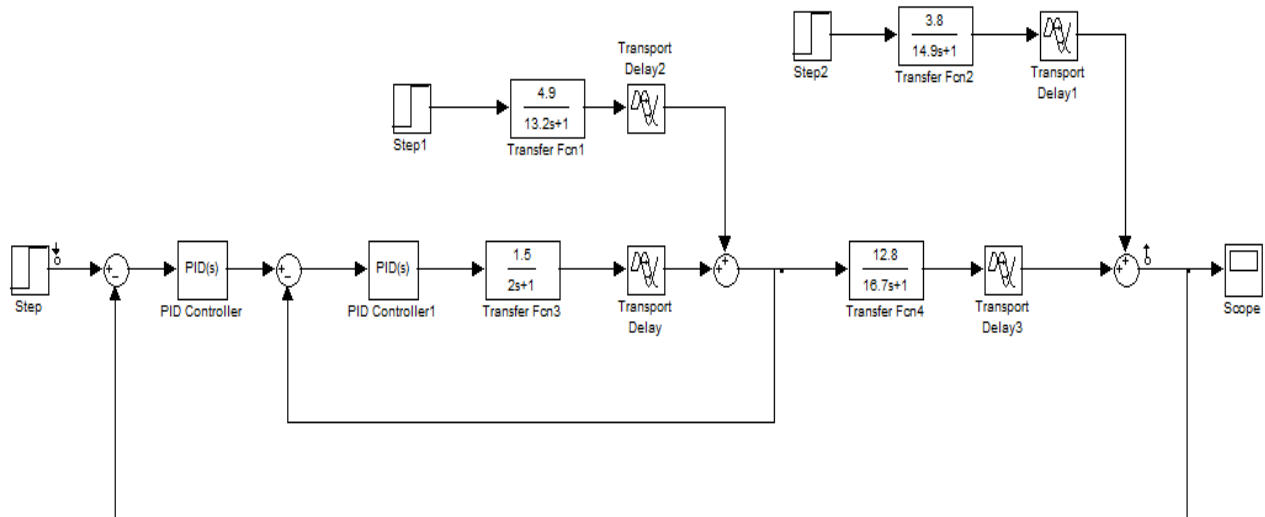 3.8
14.9s+1
Transport
Delay1
Step2
Transfer Fcn2
Transport
Delay2
4.9
13.2s+1
Step1
Transfer Fcn1
Step
+
−
PID(s)
PID Controller
+
−
PID(s)
PID Controller1
1.5
2s+1
Transfer Fcn3
Transport
Delay
+ +
12.8
16.7s+1
Transfer Fcn4
Transport
Delay3
+ +
Scope